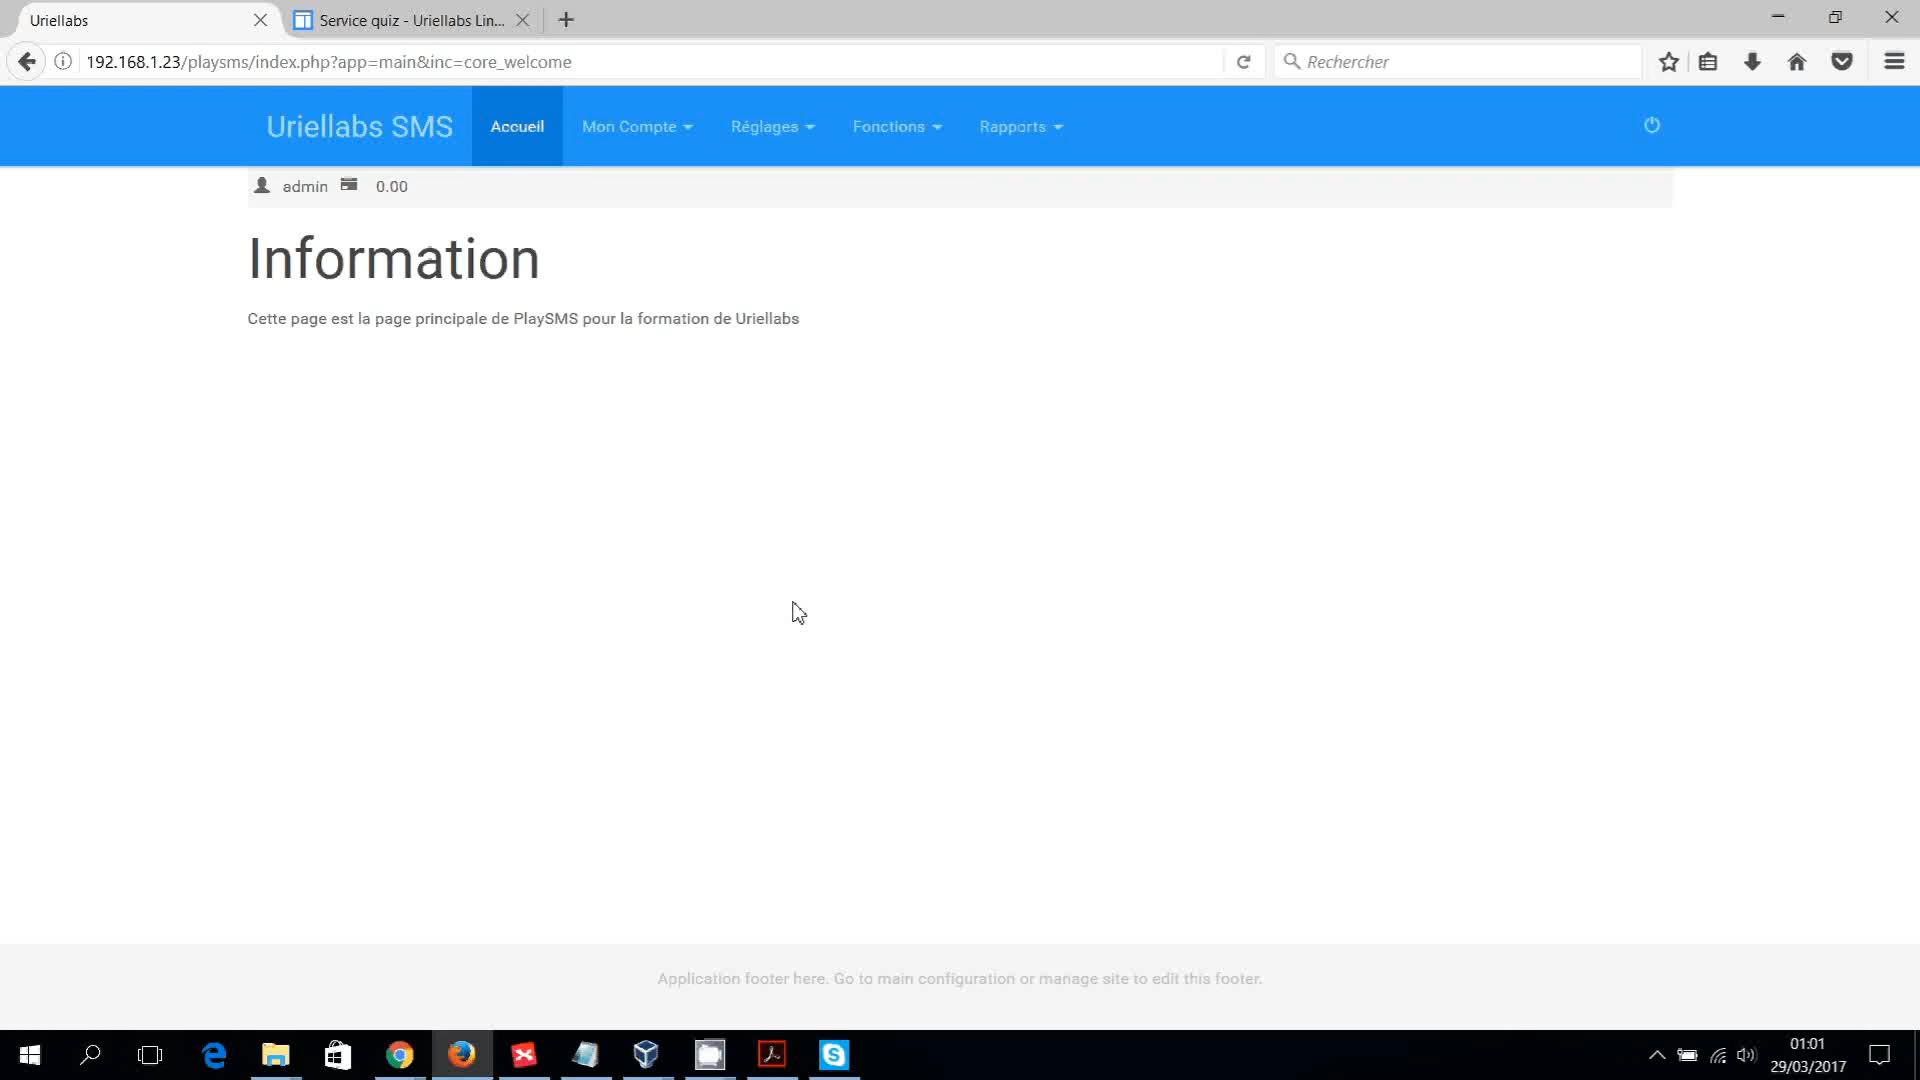 Uriellabs
Service quiz - Uriellabs Lin...
192.168.1.23/playsms/index.php?app=main&inc=core_welcome
Rechercher
Uriellabs SMS
Accueil
Mon Compte
Réglages
Fonctions
Rapports
admin
0.00
Information
Cette page est la page principale de PlaySMS pour la formation de Uriellabs
Application footer here. Go to main configuration or manage site to edit this footer.
01:01
29/03/2017